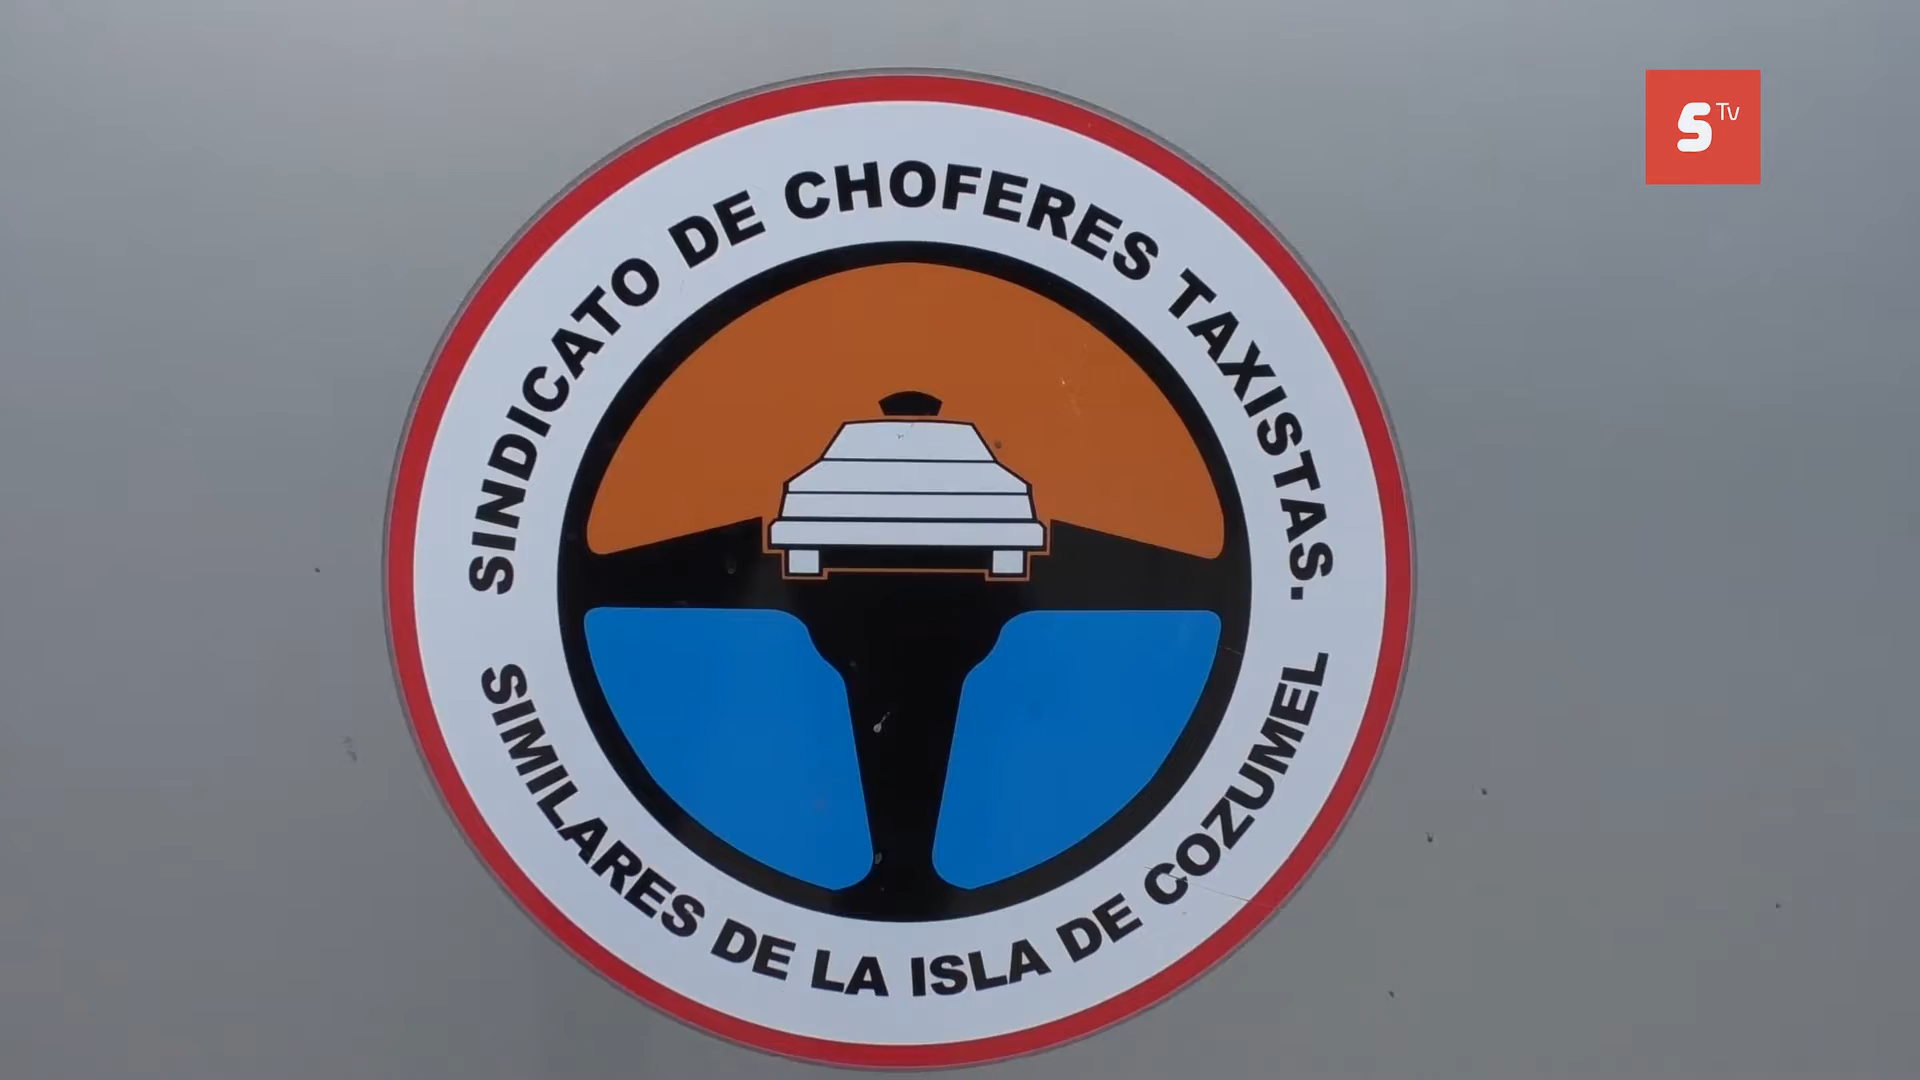 SINDICATO DE CHOFERES TAXISTAS.
SIMILARES DE LA ISLA DE COZUMEL
S Tv